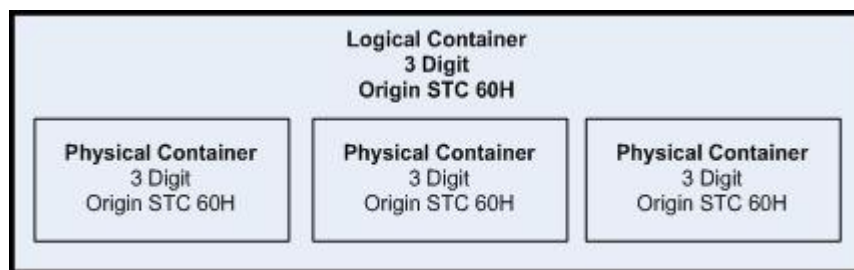 Logical Container
3 Digit
Origin STC 60H
Physical Container
3 Digit
Origin STC 60H
Physical Container
3 Digit
Origin STC 60H
Physical Container
3 Digit
Origin STC 60H